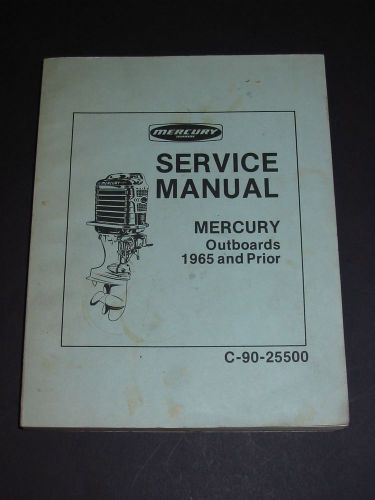 MERCURY
SERVICE
MANUAL
MERCURY
Outboards
1965 and Prior
C-90-25500